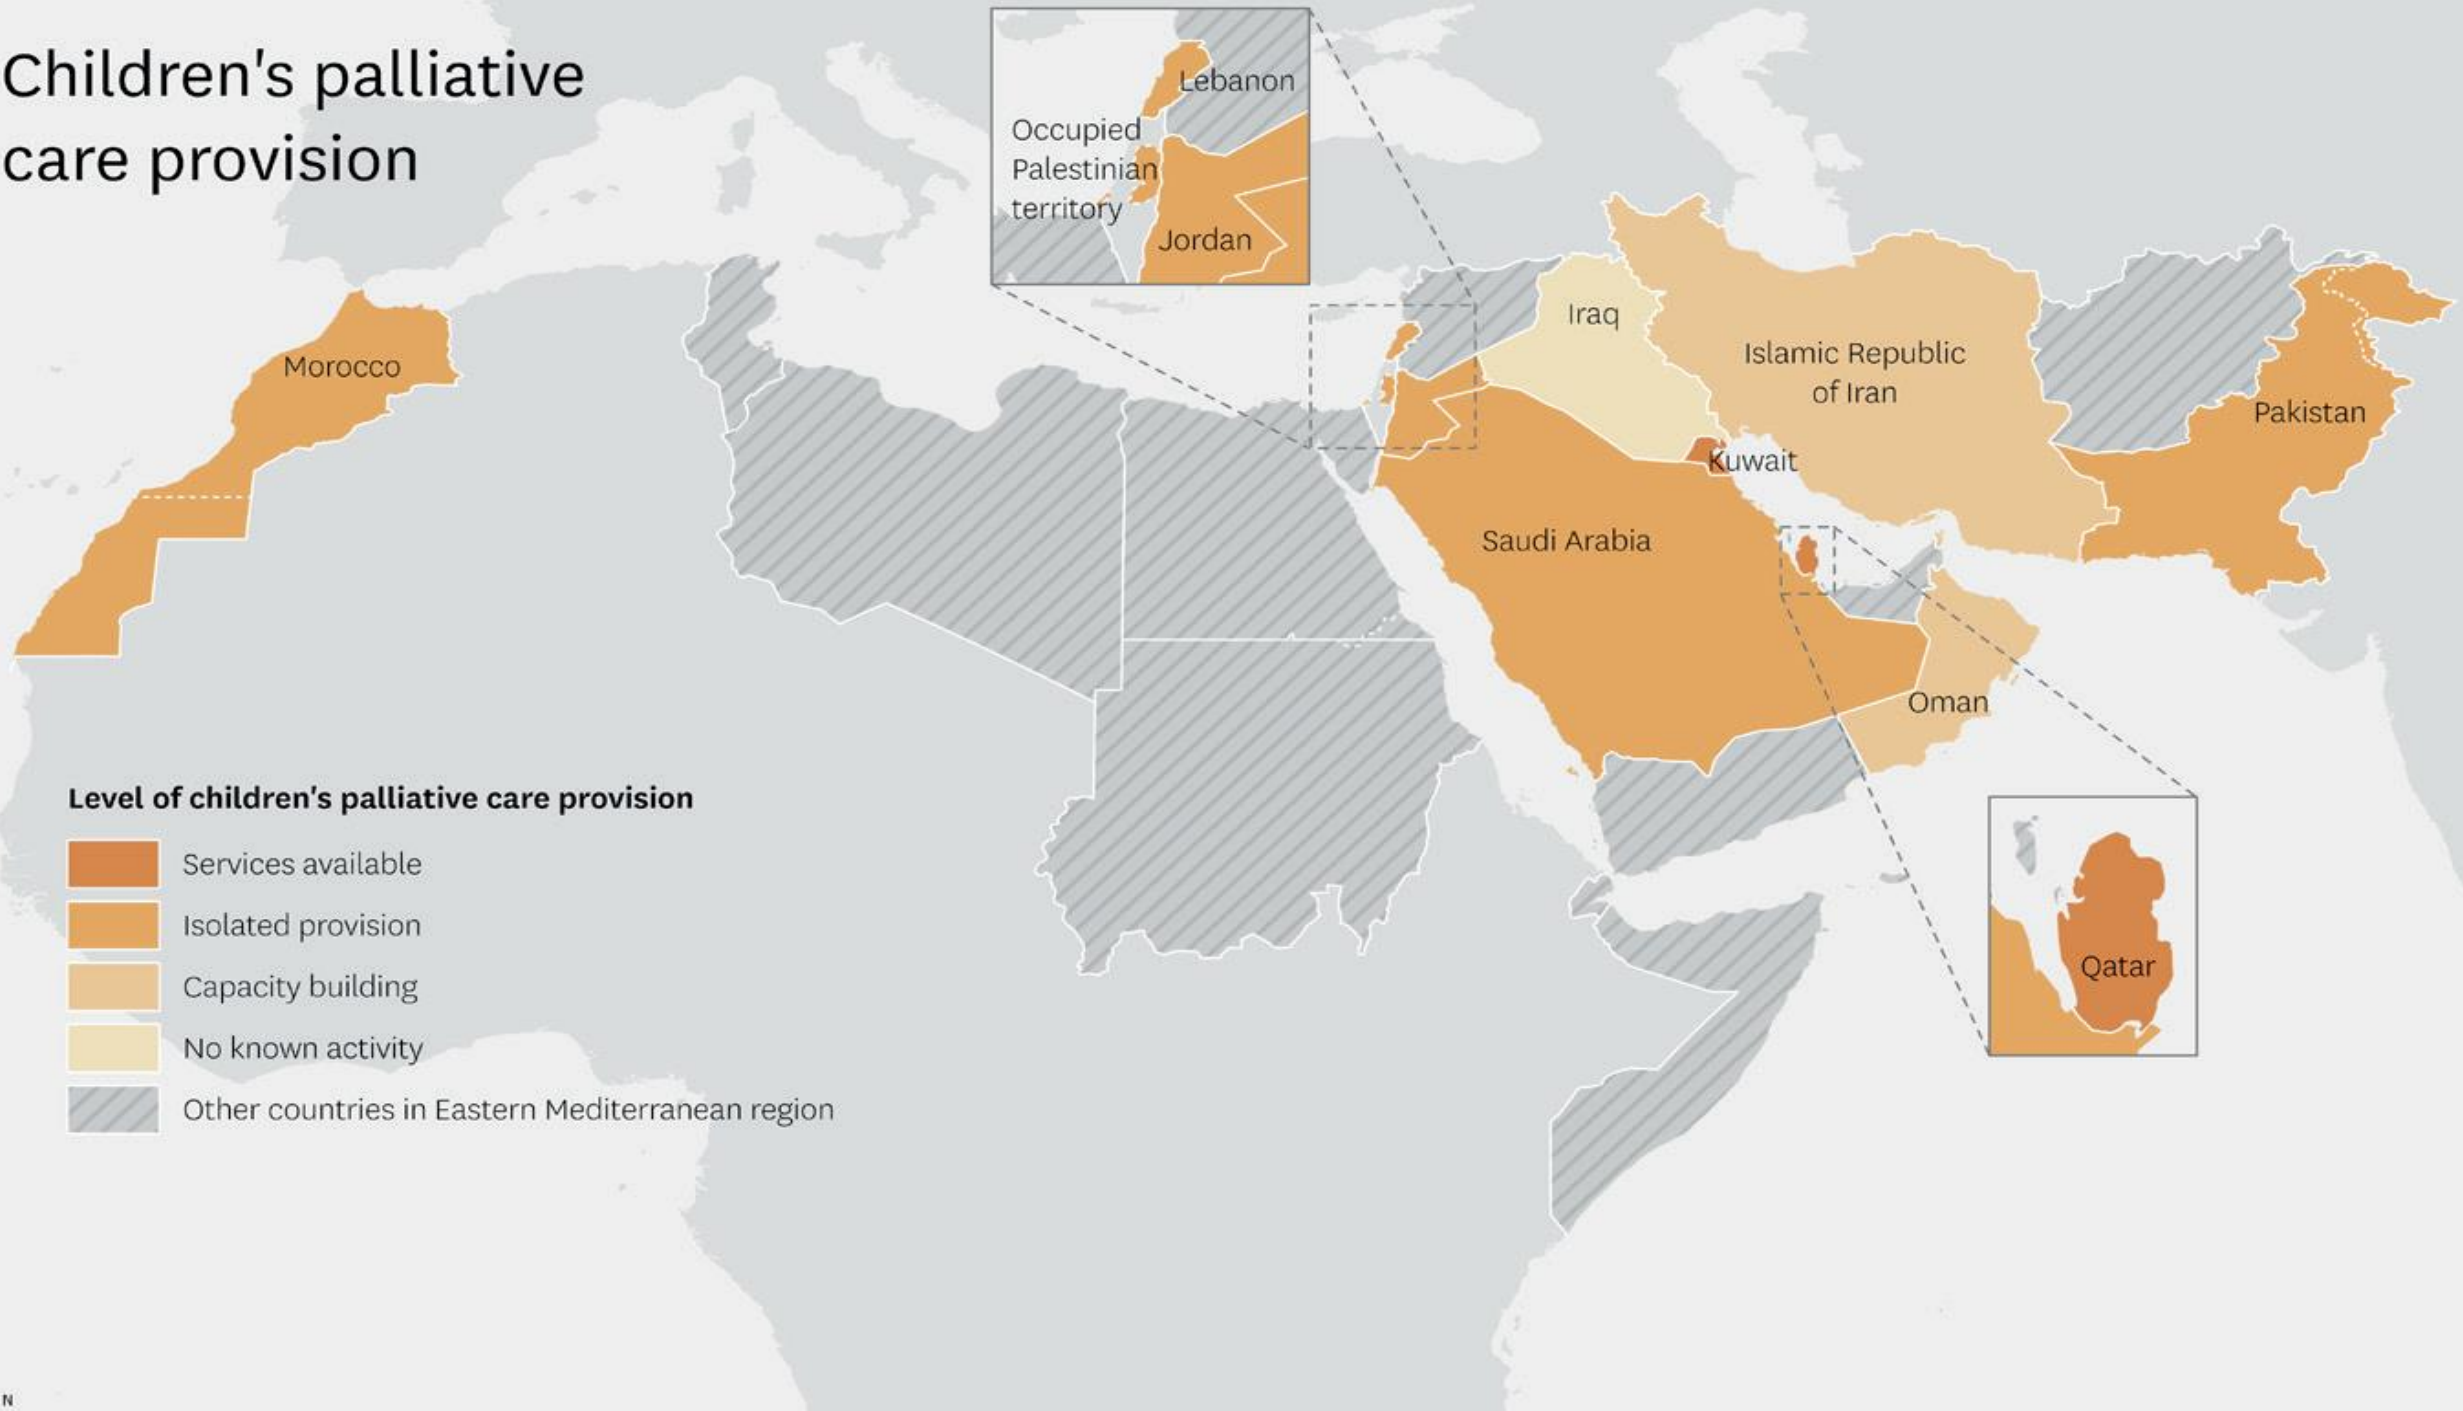 Children's palliative
care provision
Lebanon
Occupied
Palestinian
territory
Jordan
Morocco
Iraq
Islamic Republic
of Iran
Pakistan
Kuwait
Saudi Arabia
Oman
Qatar
Level of children's palliative care provision
Services available
Isolated provision
Capacity building
No known activity
Other countries in Eastern Mediterranean region
N